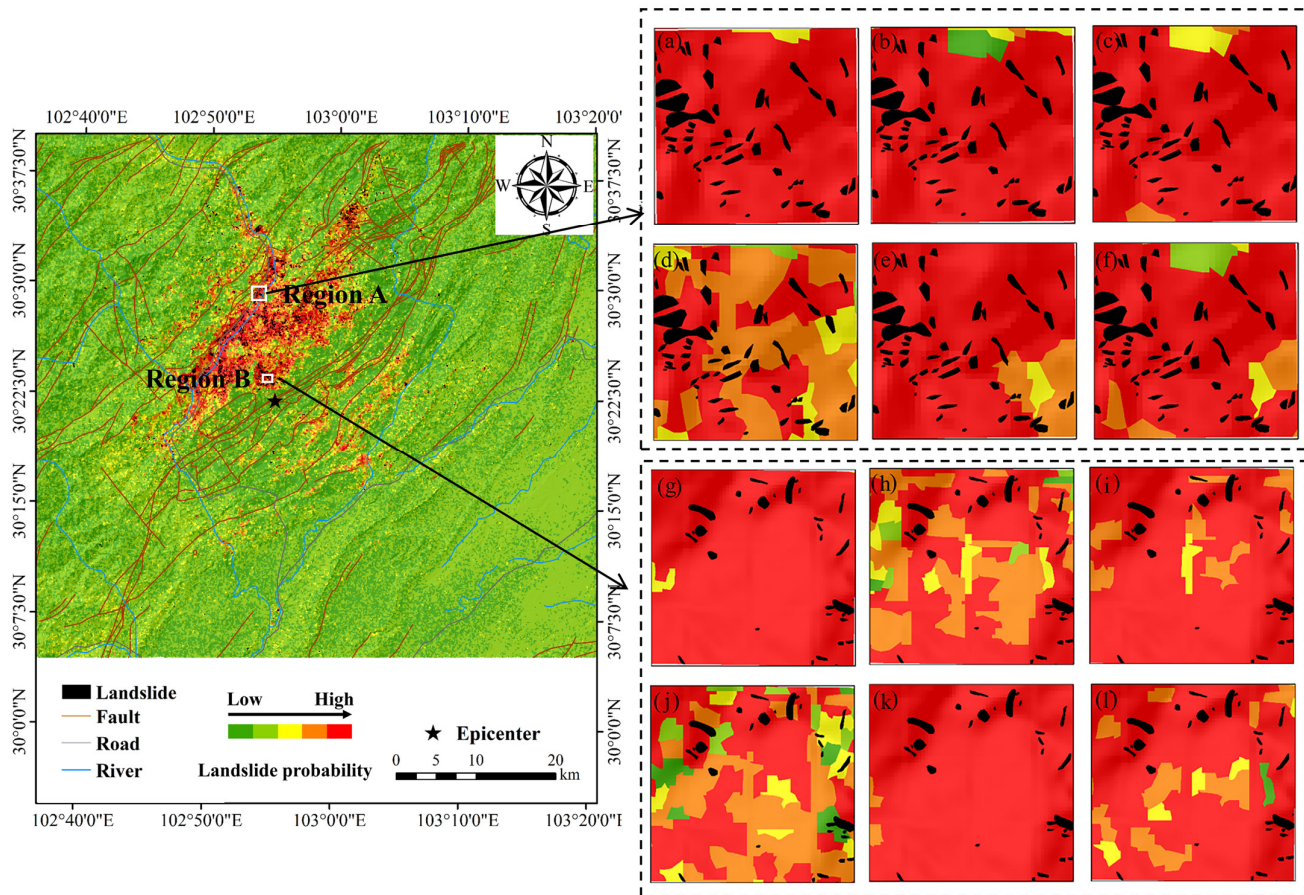 102°40'0"E 102°50'0"E 103°0'0"E 103°10'0"E 103°20'0"E
30°37'30"N
30°30'0"N
30°22'30"N
30°15'0"N
30°7'30"N
30°0'0"N
N
W E
S
30°37'30"N
30°30'0"N
30°22'0"N
30°15'0"N
30°7'30"N
30°0'0"N
Region A
Region B
Landslide
Fault
Road
River
Low High
Landslide probability
Epicenter
0 5 10 20
km
102°40'0"E 102°50'0"E 103°0'0"E 103°10'0"E 103°20'0"E
(a) (b) (c)
(d) (e) (f)
(g) (h) (i)
(j) (k) (l)